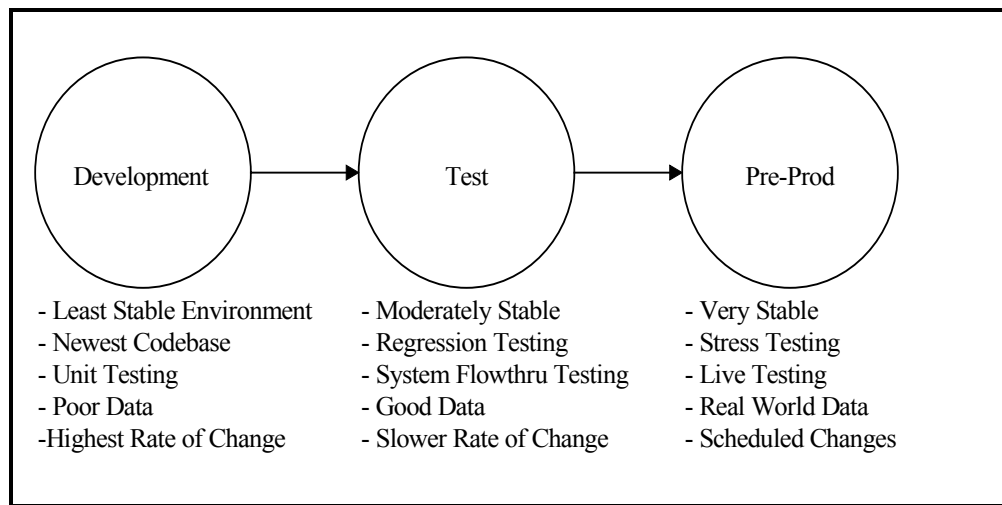 Development
Test
Pre-Prod
- Least Stable Environment
- Newest Codebase
- Unit Testing
- Poor Data
-Highest Rate of Change
- Moderately Stable
- Regression Testing
- System Flowthru Testing
- Good Data
- Slower Rate of Change
- Very Stable
- Stress Testing
- Live Testing
- Real World Data
- Scheduled Changes